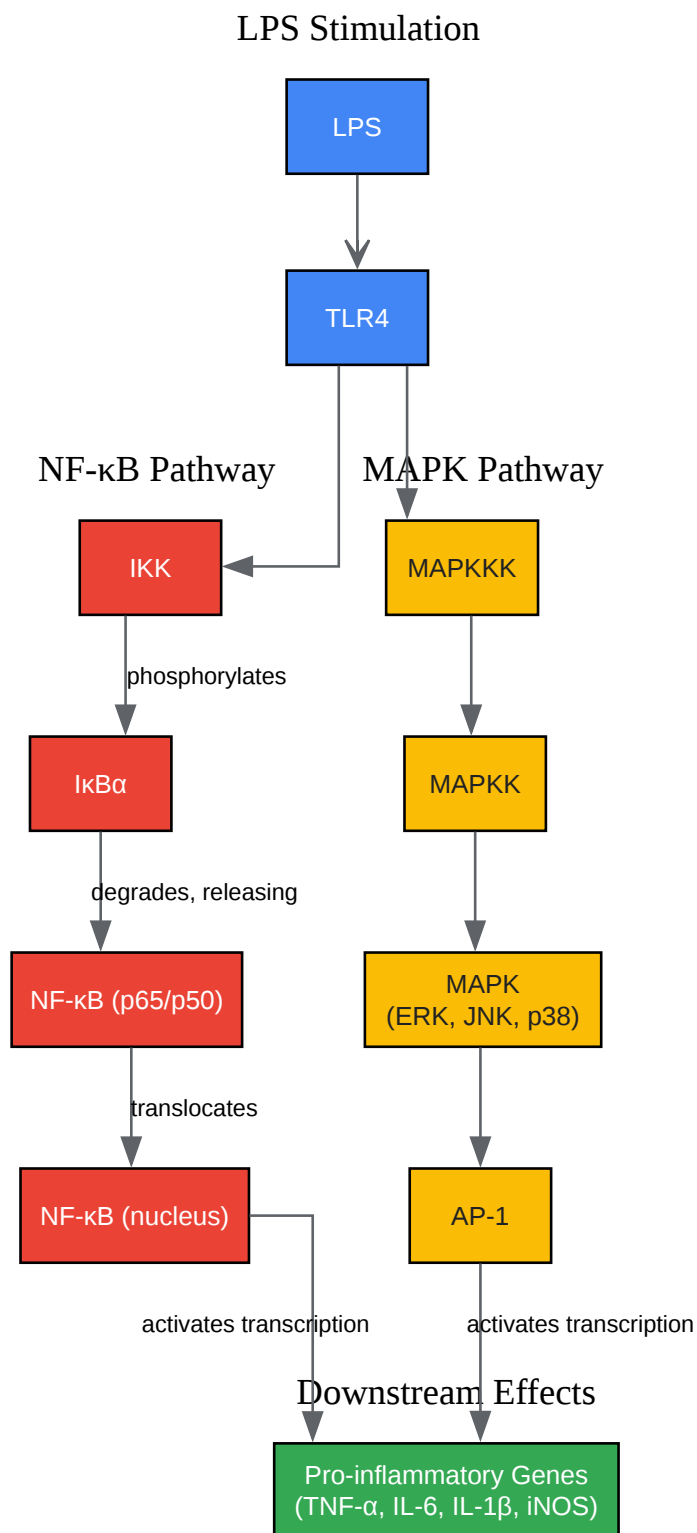 LPS Stimulation
LPS
TLR4
NF-κB Pathway
MAPK Pathway
IKK
MAPKKK
phosphorylates
IκBα
MAPKK
degrades, releasing
NF-κB (p65/p50)
MAPK
(ERK, JNK, p38)
translocates
NF-κB (nucleus)
AP-1
activates transcription
activates transcription
Downstream Effects
Pro-inflammatory Genes
(TNF-α, IL-6, IL-1β, iNOS)